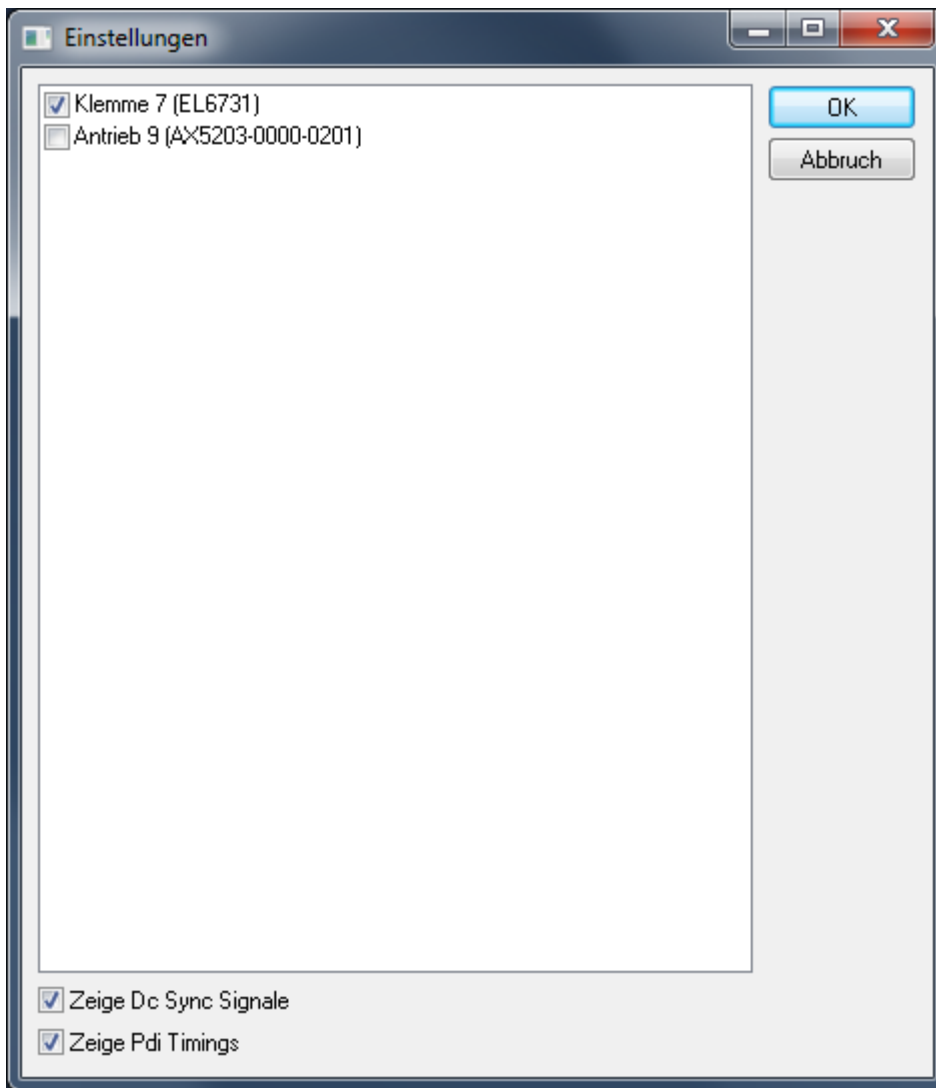 Einstellungen
Klemme 7 (EL6731)
Antrieb 9 (AX5203-0000-0201)
OK
Abbruch
Zeige Dc Sync Signale
Zeige Pdi Timings